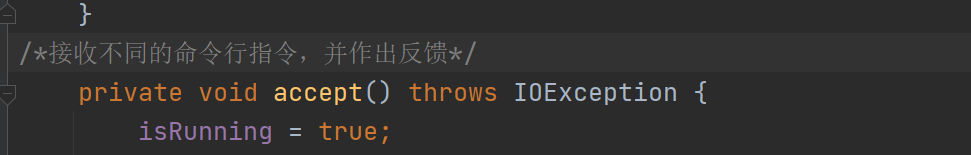 }
/*接收不同的命令行指令，并作出反馈*/
private void accept() throws IOException {
isRunning = true;